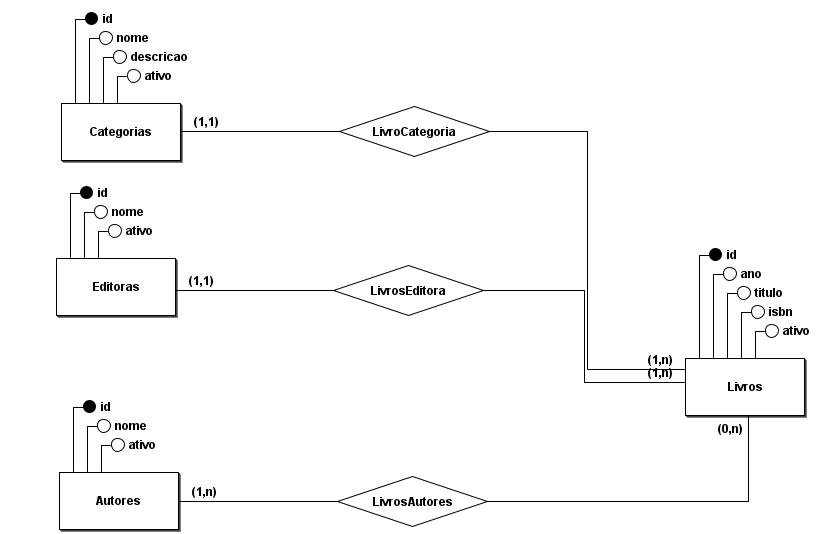 id
nome
descricao
ativo
Categorias
(1,1)
LivroCategoria
id
nome
ativo
Editoras
(1,1)
LivrosEditora
id
ano
titulo
isbn
ativo
(1,n)
(1,n)
Livros
(0,n)
id
nome
ativo
Autores
(1,n)
LivrosAutores